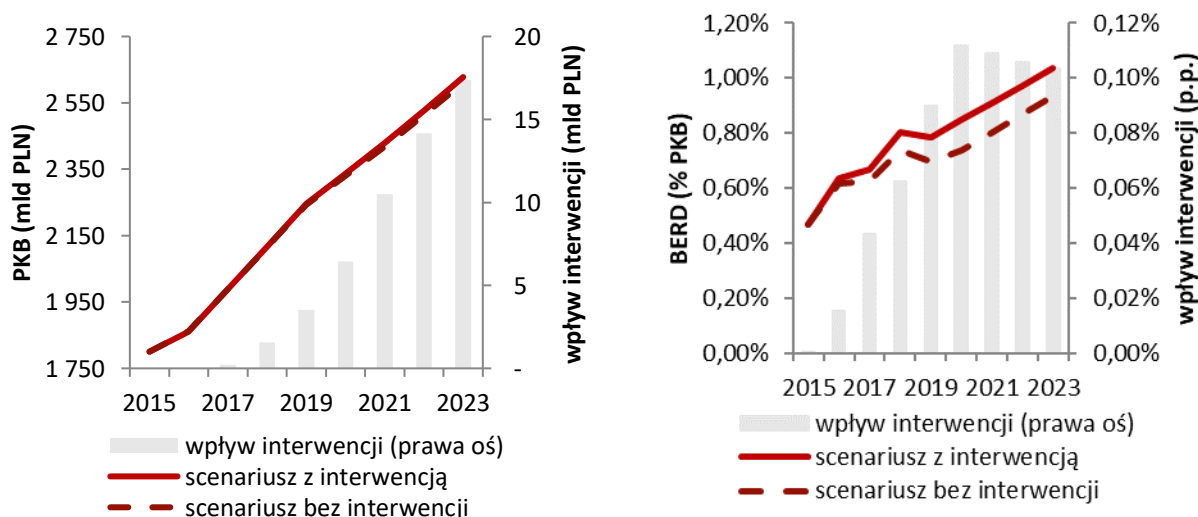 PKB (mld PLN)
2 750
2 550
2 350
2 150
1 950
1 750
20
15
10
5
-
wpływ interwencji (mld PLN)
2015 2017 2019 2021 2023
wpływ interwencji (prawa oś)
scenariusz z interwencją
scenariusz bez interwencji
BERD (% PKB)
1,20%
1,00%
0,80%
0,60%
0,40%
0,20%
0,00%
0,12%
0,10%
0,08%
0,06%
0,04%
0,02%
0,00%
wpływ interwencji (p.p.)
2015 2017 2019 2021 2023
wpływ interwencji (prawa oś)
scenariusz z interwencją
scenariusz bez interwencji